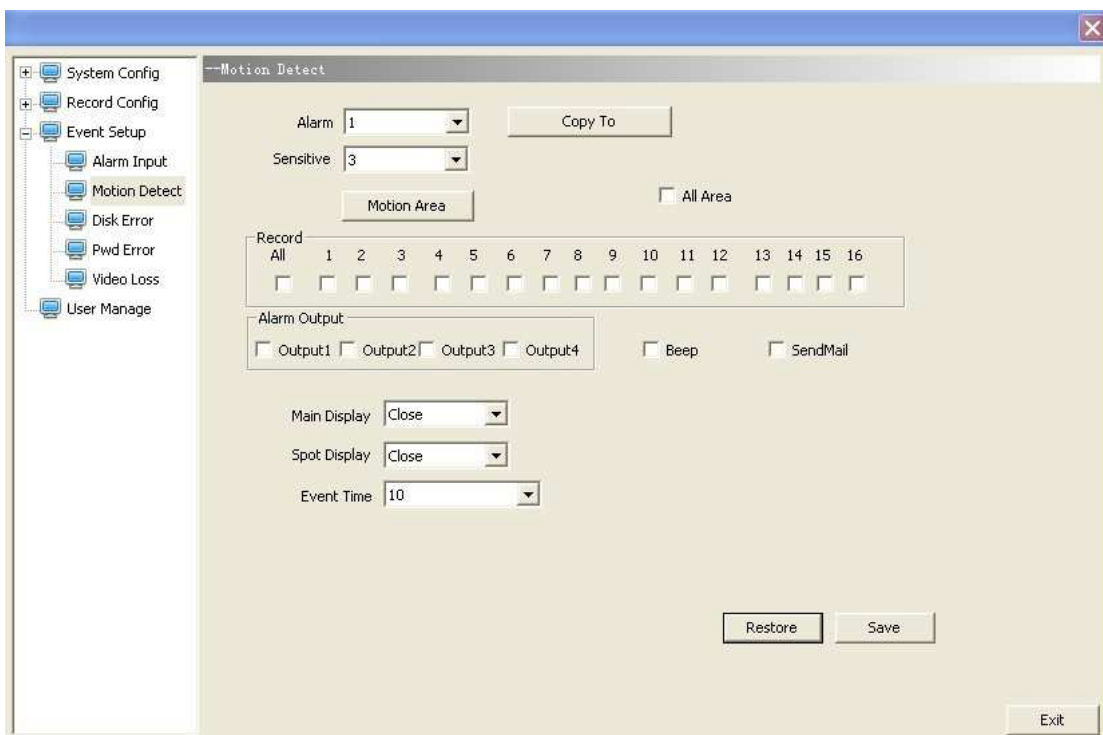 System Config
Record Config
Event Setup
Alarm Input
Motion Detect
Disk Error
Pwd Error
Video Loss
User Manage
--Motion Detect
Alarm 1 Copy To
Sensitive 3
Motion Area All Area
Record
All 1 2 3 4 5 6 7 8 9 10 11 12 13 14 15 16
Alarm Output
Output1 Output2 Output3 Output4 Beep SendMail
Main Display Close
Spot Display Close
Event Time 10
Restore Save
Exit